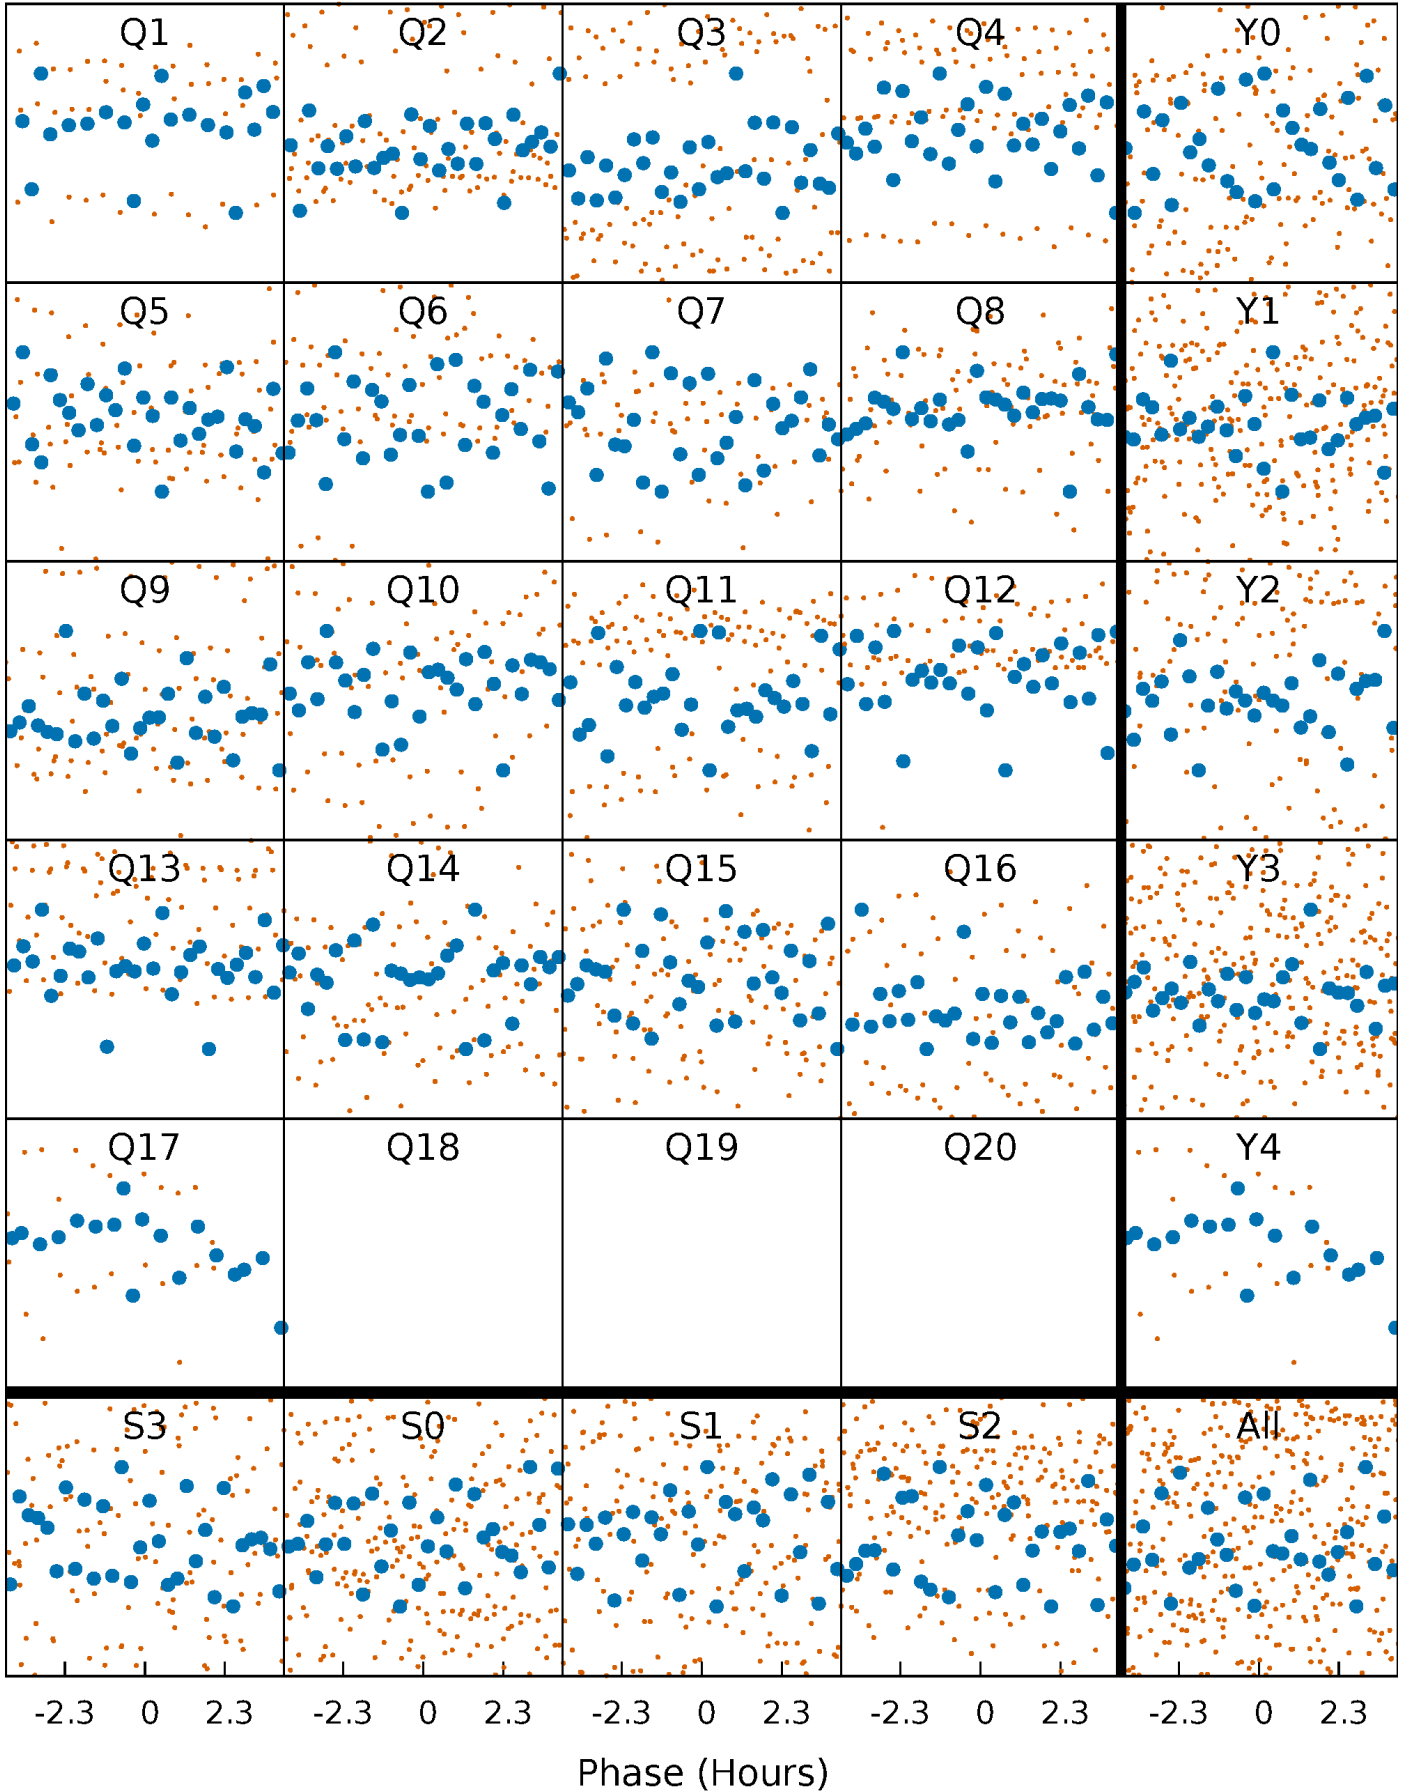 Q1 Q2 Q3 Q4 Y0
Q5 Q6 Q7 Q8 Y1
Q9 Q10 Q11 Q12 Y2
Q13 Q14 Q15 Q16 Y3
Q17 Q18 Q19 Q20 Y4
S3 S0 S1 S2 All
-2.3 0 2.3 -2.3 0 2.3 -2.3 0 2.3 -2.3 0 2.3 -2.3 0 2.3
Phase (Hours)